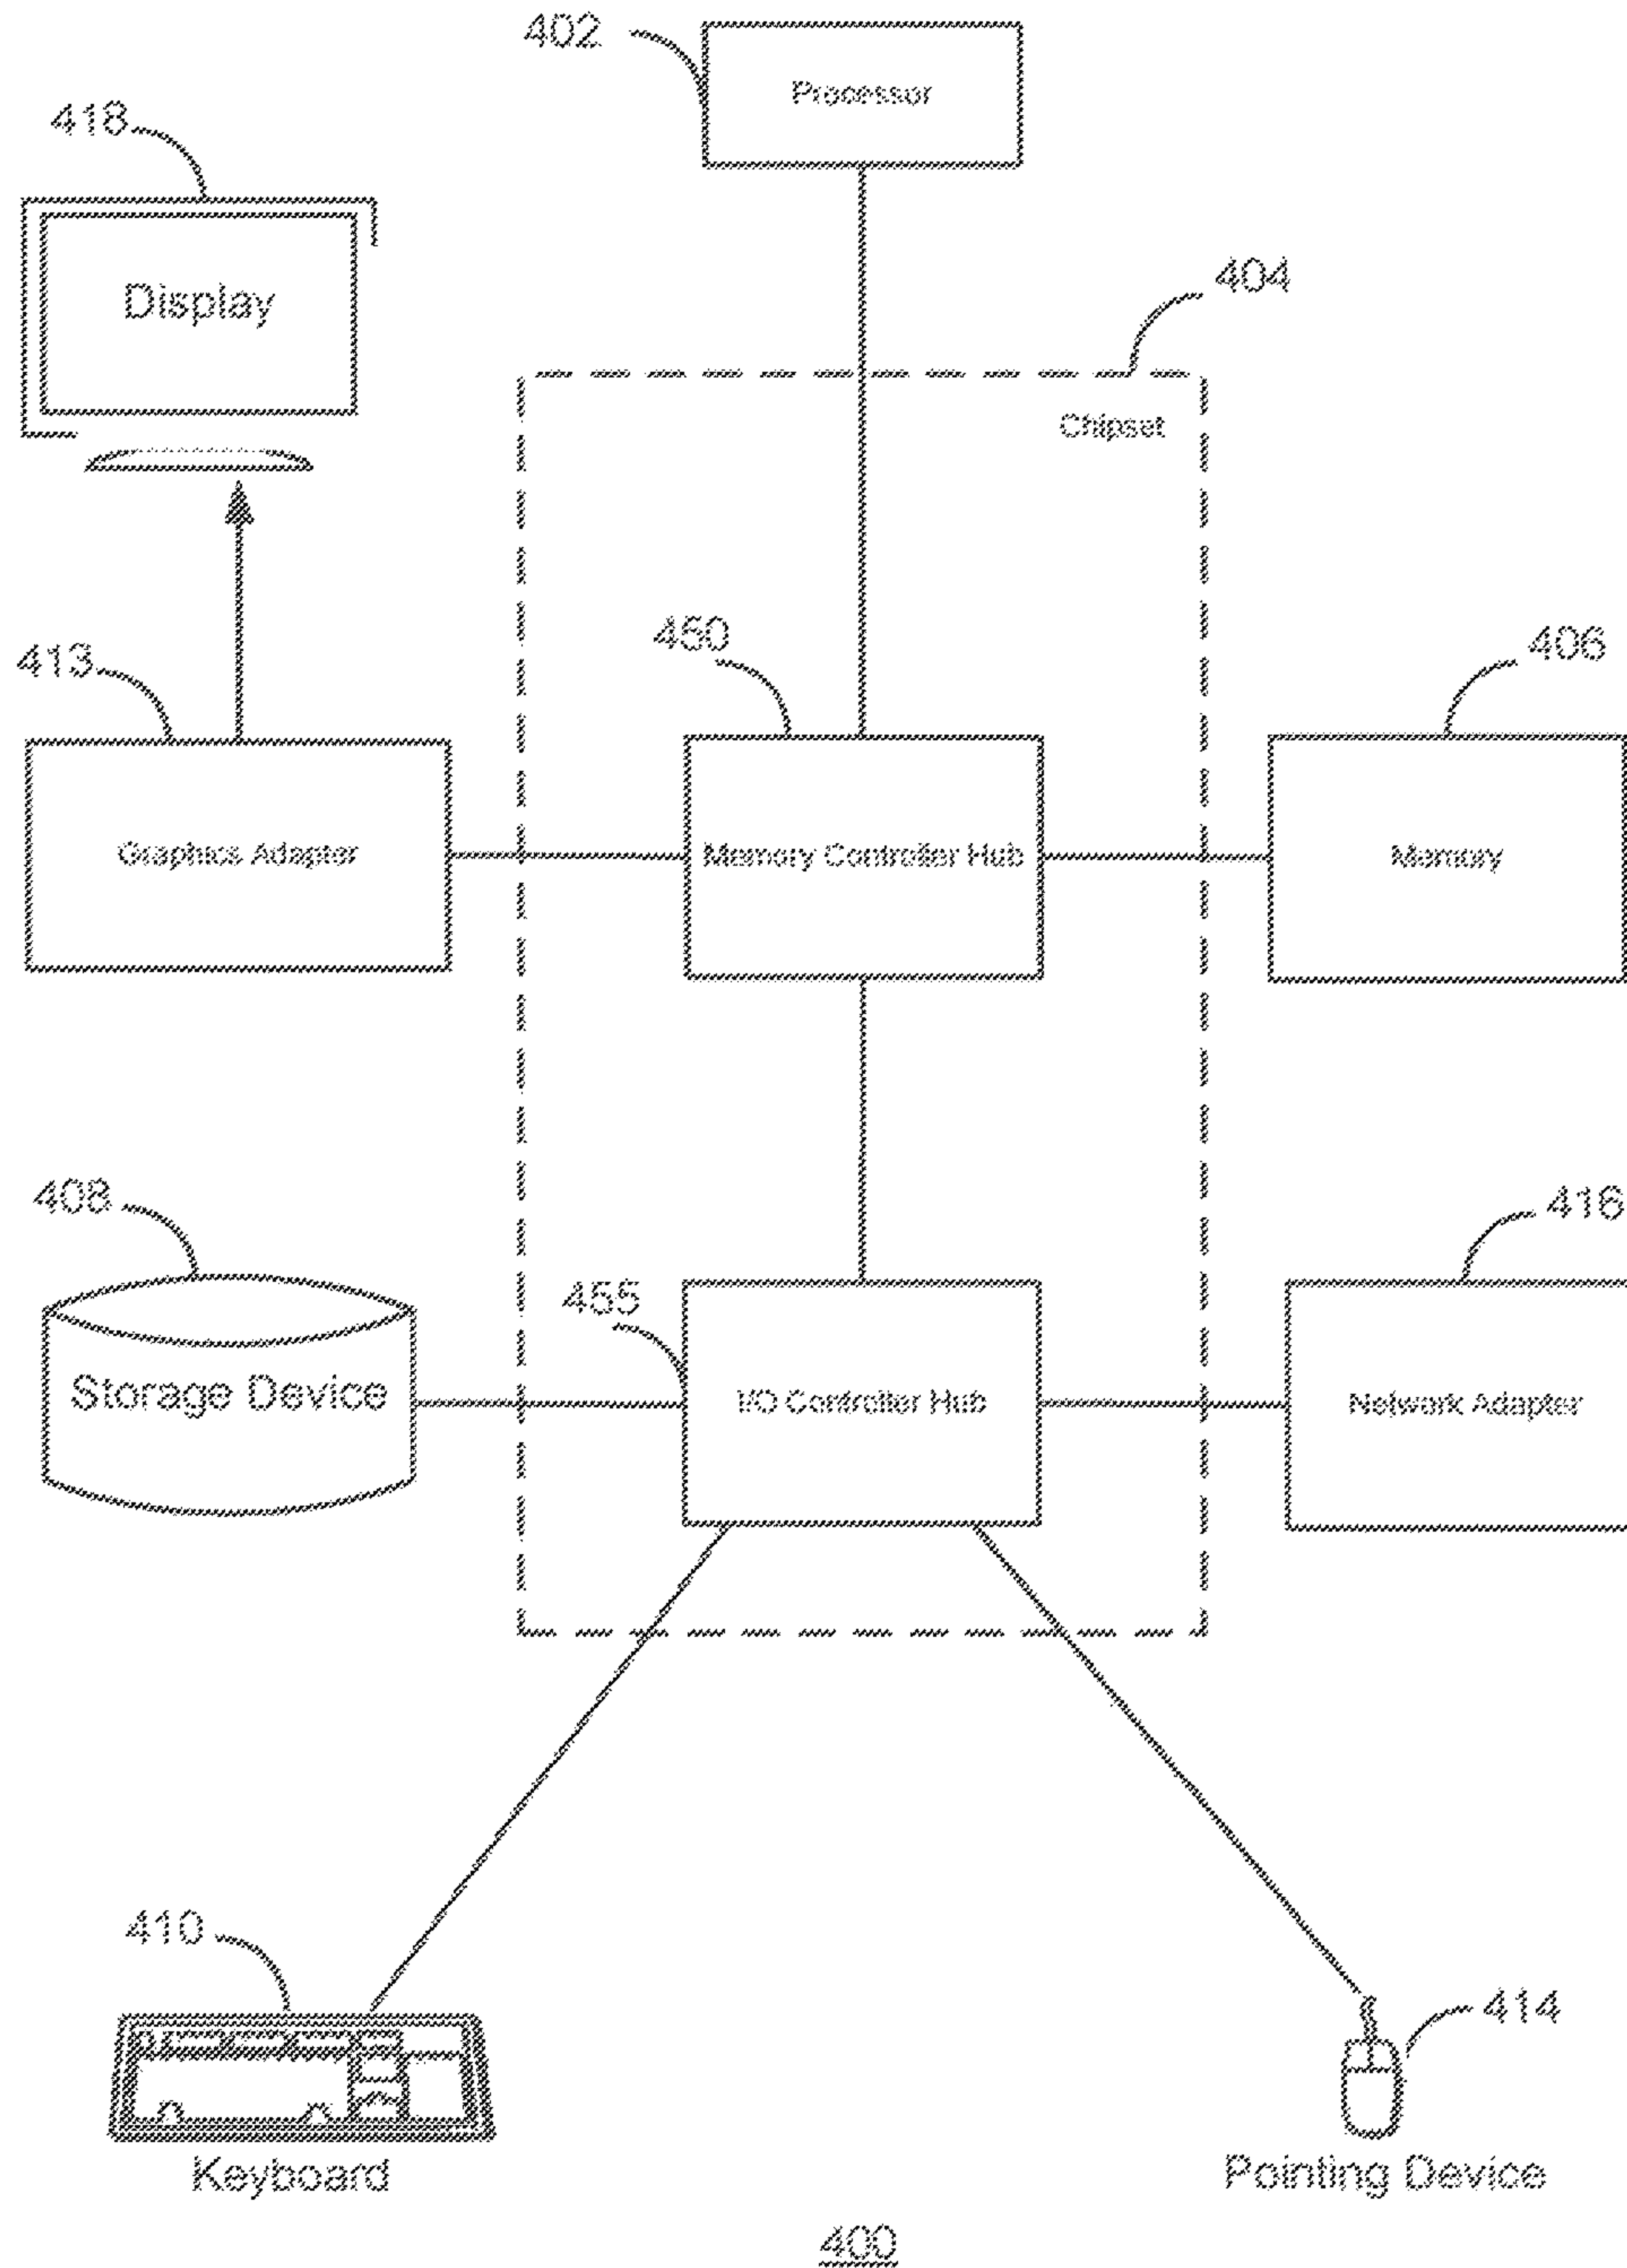 402
Processor
418
Display
404
Chipset
413
450
406
Graphics Adapter
Memory Controller Hub
Memory
408
455
416
Storage Device
I/O Controller Hub
Network Adapter
410
414
Keyboard
Pointing Device
400